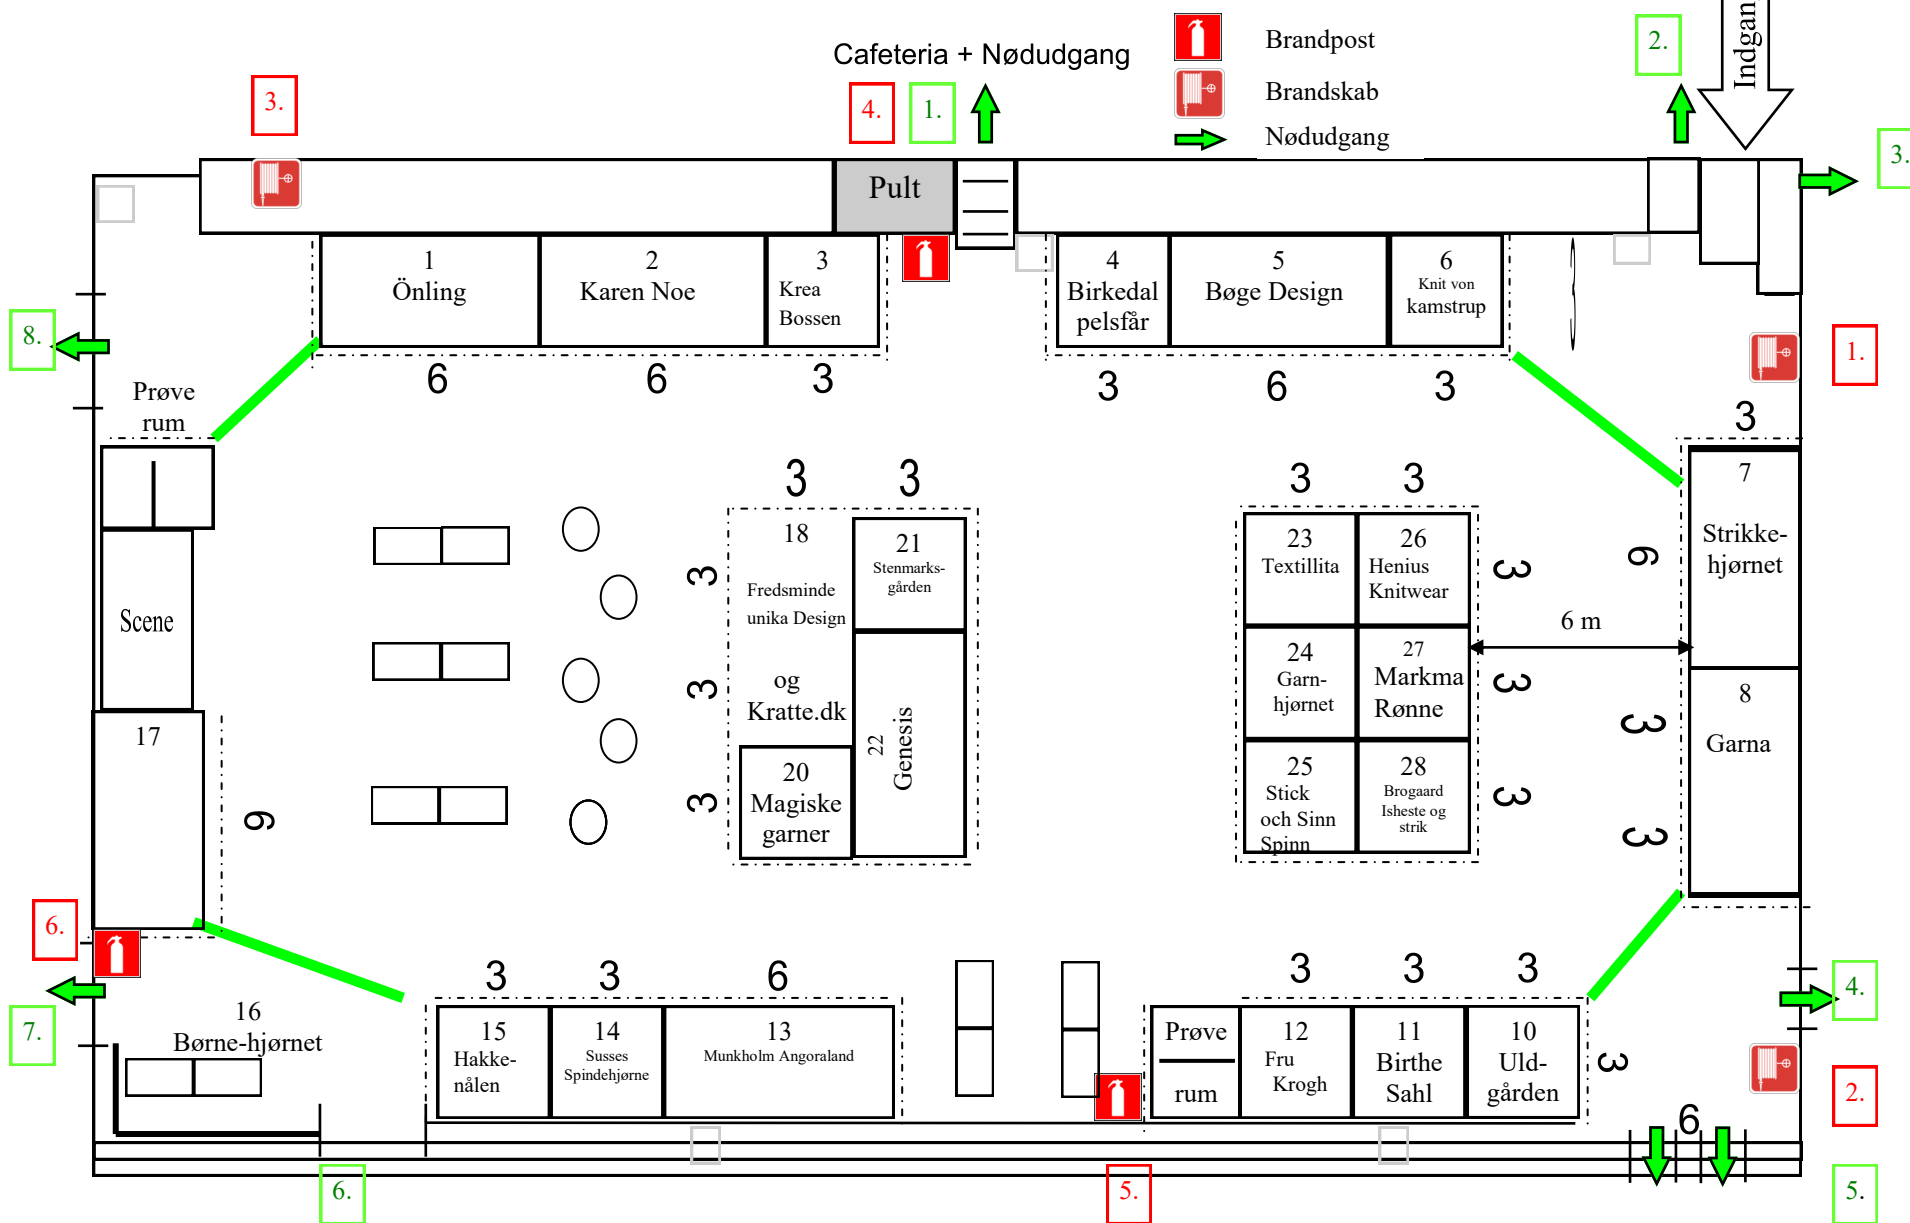 Cafeteria + Nødudgang
Brandpost
Brandskab
Nødudgang
Indgan
3.
4.
1.
2.
3.
Pult
1
Önling
2
Karen Noe
3
Krea
Bossen
4
Birkedal
pelsfår
5
Bøge Design
6
Knit von
kamstrup
8.
1.
6
6
3
3
6
3
3
Prøve
rum
Scene
17
6
3
3
18
Fredsminde
unika Design
og
Kratte.dk
3
3
3
21
Stenmarks-
gården
22
Genesis
20
Magiske
garner
3
3
23
Textillita
26
Henius
Knitwear
24
Garn-
hjørnet
27
Markma
Rønne
25
Stick
och Sinn
Spinn
28
Brogaard
Isheste og
strik
3
3
3
6
6 m
3
3
7
Strikke-
hjørnet
8
Garna
6.
7.
16
Børne-hjørnet
3
3
6
15
Hakke-
nålen
14
Susses
Spindehjørne
13
Munkholm Angoraland
3
3
3
Prøve
rum
12
Fru
Krogh
11
Birthe
Sahl
10
Uld-
gården
3
6
4.
2.
6.
5.
5.